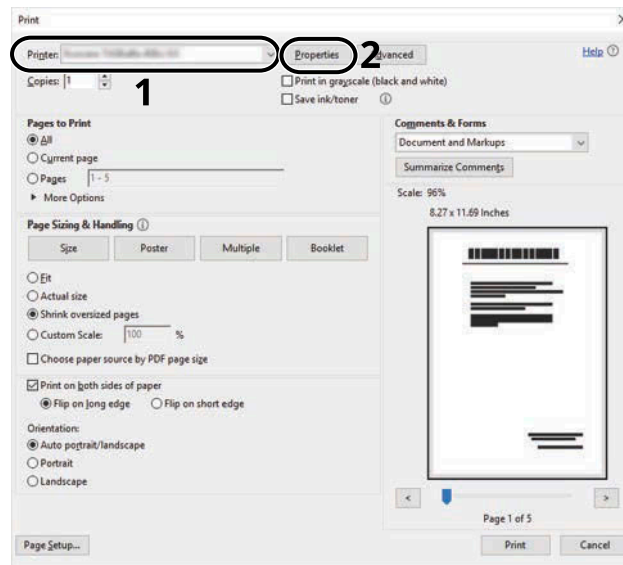 Print
Printer:
Properties
2
Advanced
Help
Copies: 1
1
Print in grayscale (black and white)
Save ink/toner
Pages to Print
All
Current page
Pages 1 - 5
More Options
Page Sizing & Handling
Size Poster Multiple Booklet
Fit
Actual size
Shrink oversized pages
Custom Scale: 100 %
Choose paper source by PDF page size
Print on both sides of paper
Flip on long edge Flip on short edge
Orientation:
Auto portrait/landscape
Portrait
Landscape
Comments & Forms
Document and Markups
Summarize Comments
Scale: 96%
8.27 x 11.69 Inches
<
>
Page 1 of 5
Page Setup...
Print
Cancel